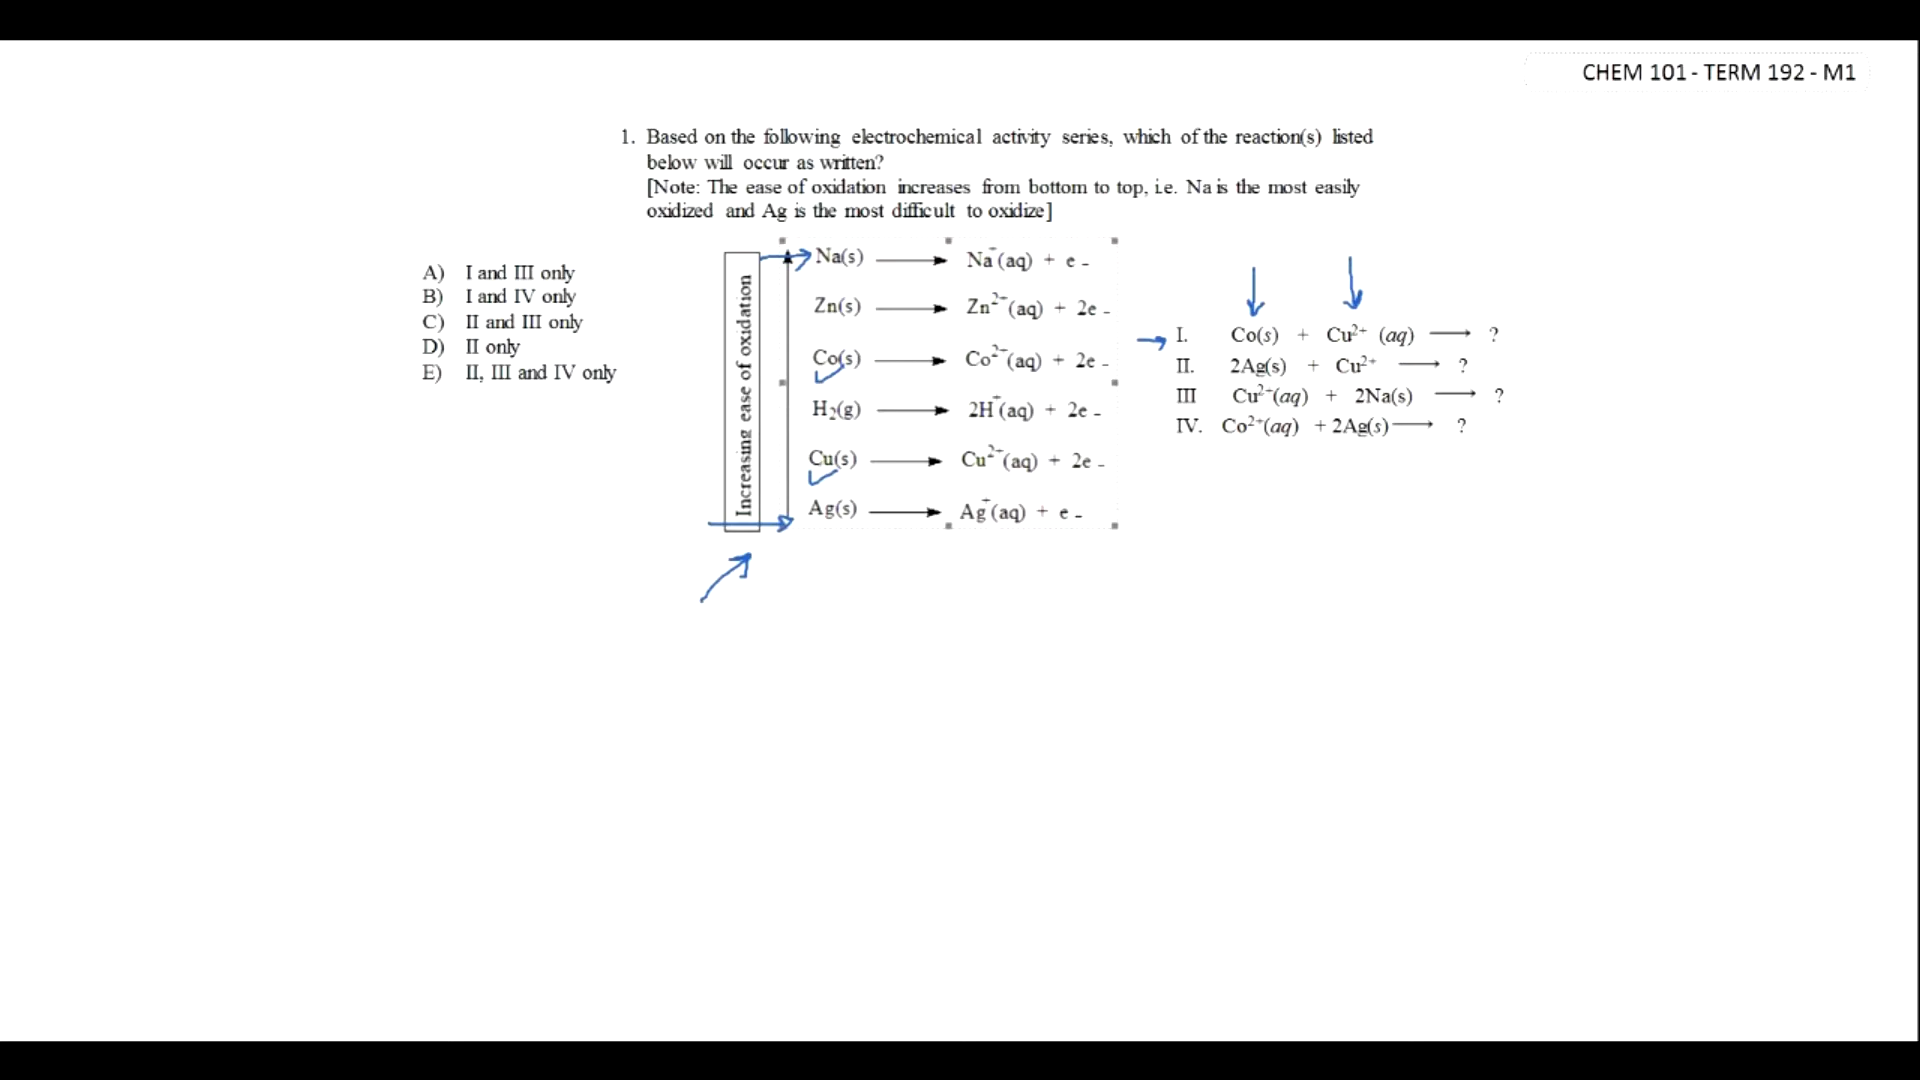 CHEM 101 - TERM 192 - M1
1. Based on the following electrochemical activity series, which of the reaction(s) listed
below will occur as written?
[Note: The ease of oxidation increases from bottom to top, i.e. Na is the most easily
oxidized and Ag is the most difficult to oxidize]
A) I and III only
B) I and IV only
C) II and III only
D) II only
E) II, III and IV only
Increasing ease of oxidation
Na(s) ⟶ Na⁺(aq) + e -
Zn(s) ⟶ Zn²⁺(aq) + 2e -
Co(s) ⟶ Co²⁺(aq) + 2e -
H₂(g) ⟶ 2H⁺(aq) + 2e -
Cu(s) ⟶ Cu²⁺(aq) + 2e -
Ag(s) ⟶ Ag⁺(aq) + e -
I. Co(s) + Cu²⁺ (aq) ⟶ ?
II. 2Ag(s) + Cu²⁺ ⟶ ?
III Cu²⁺(aq) + 2Na(s) ⟶ ?
IV. Co²⁺(aq) + 2Ag(s) ⟶ ?